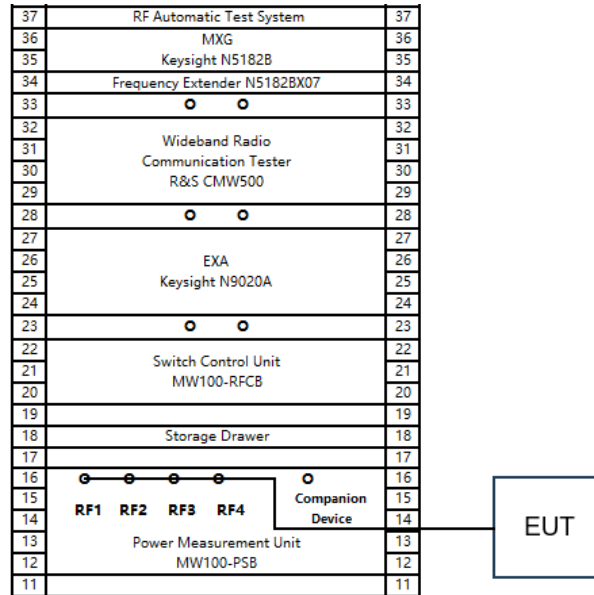 37 RF Automatic Test System 37
36 MXG 36
35 Keysight N5182B 35
34 Frequency Extender N5182BX07 34
33 33
32 32
Wideband Radio
31 31
Communication Tester
30 30
R&S CMW500
29 29
28 28
27 27
26 EXA 26
25 Keysight N9020A 25
24 24
23 23
22 22
Switch Control Unit
21 21
MW100-RFCB
20 20
19 19
18 Storage Drawer 18
17 17
16 16
15 Companion 15
RF1 RF2 RF3 RF4
14 Device 14
EUT
13 Power Measurement Unit 13
12 MW100-PSB 12
11 11